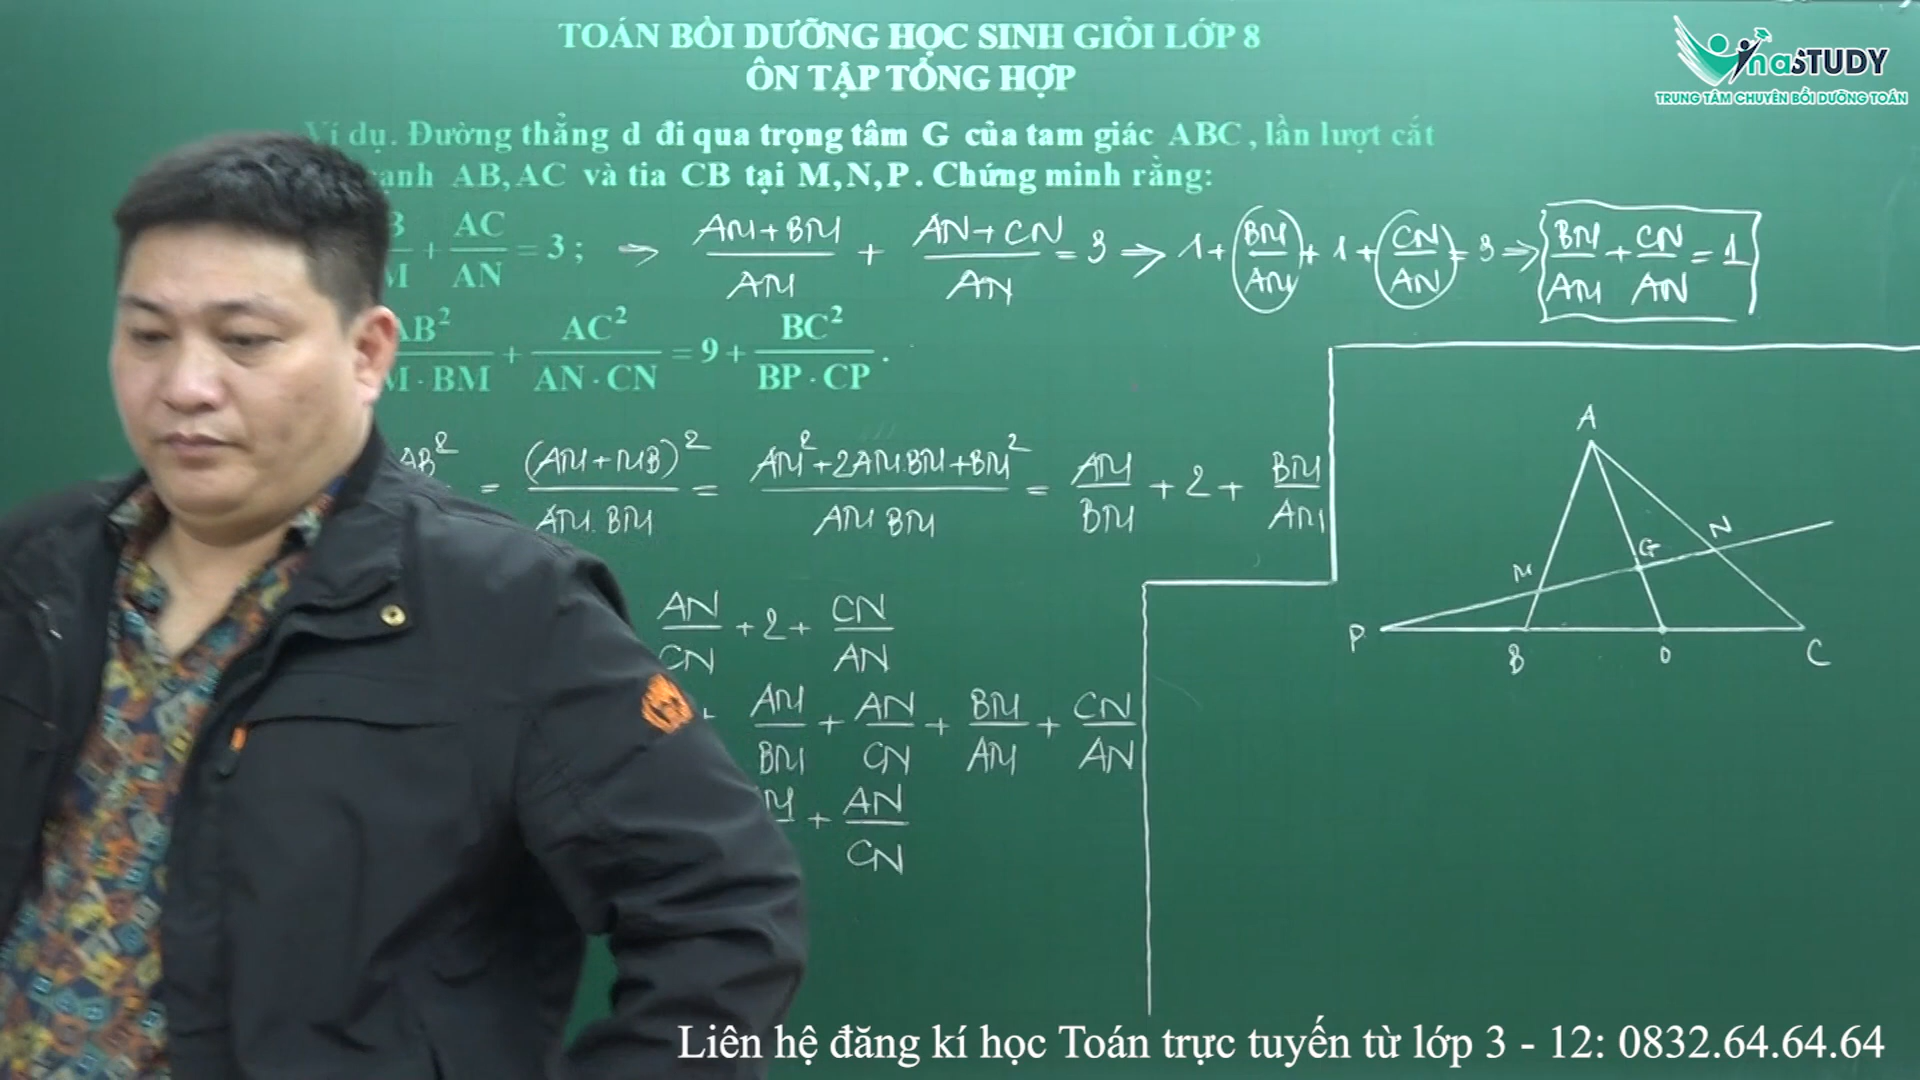 TOÁN BỒI DƯỠNG HỌC SINH GIỎI LỚP 8
ÔN TẬP TỔNG HỢP
naSTUDY
TRUNG TÂM CHUYÊN BỒI DƯỠNG TOÁN
Ví dụ. Đường thẳng d đi qua trọng tâm G của tam giác ABC, lần lượt cắt
cạnh AB, AC và tia CB tại M, N, P. Chứng minh rằng:
+ AC/AN = 3; → (AM+BM)/AM + (AN+CN)/AN = 3 ⇒ 1 + BM/AM + 1 + CN/AN = 3 ⇒ BM/AM + CN/AN = 1
AB²/(M · BM) + AC²/(AN · CN) = 9 + BC²/(BP · CP).
AB² = (AM+MB)²/(AM.BM) = (AM²+2AM.BM+BM²)/(AM.BM) = AM/BM + 2 + BM/AM
AN/CN + 2 + CN/AN
+ AM/BM + AN/CN + BM/AM + CN/AN
+ AN/CN
A
M
G
N
P
B
D
C
Liên hệ đăng kí học Toán trực tuyến từ lớp 3 - 12: 0832.64.64.64